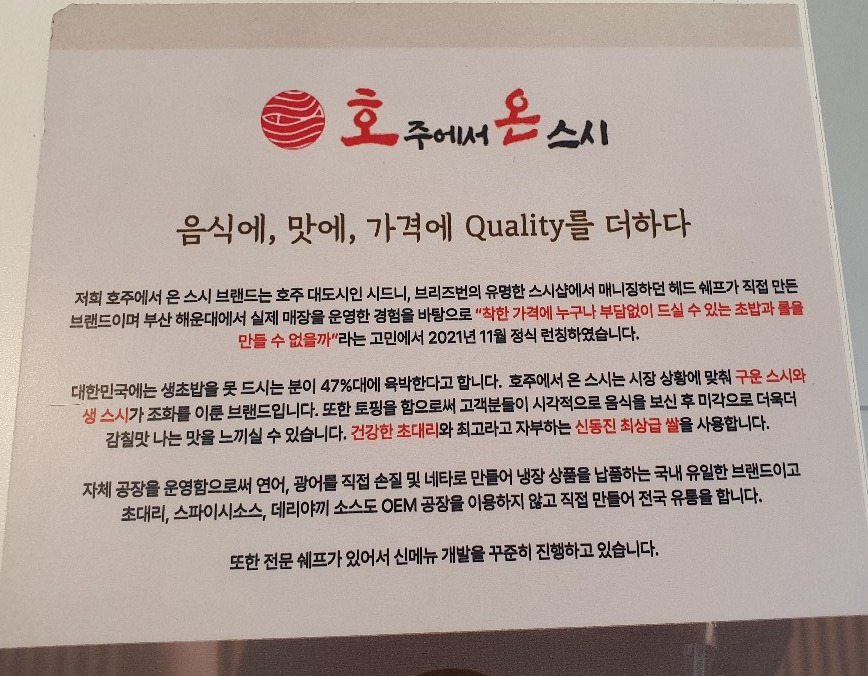 호주에서 온 스시
음식에, 맛에, 가격에 Quality를 더하다
저희 호주에서 온 스시 브랜드는 호주 대도시인 시드니, 브리즈번의 유명한 스시샵에서 매니징하던 헤드 쉐프가 직접 만든
브랜드이며 부산 해운대에서 실제 매장을 운영한 경험을 바탕으로 “착한 가격에 누구나 부담없이 드실 수 있는 초밥과 롤을
만들 수 없을까”라는 고민에서 2021년 11월 정식 런칭하였습니다.
대한민국에는 생초밥을 못 드시는 분이 47%대에 육박한다고 합니다. 호주에서 온 스시는 시장 상황에 맞춰 구운 스시와
생 스시가 조화를 이룬 브랜드입니다. 또한 토핑을 함으로써 고객분들이 시각적으로 음식을 보신 후 미각으로 더욱더
감칠맛 나는 맛을 느끼실 수 있습니다. 건강한 초대리와 최고라고 자부하는 신동진 최상급 쌀을 사용합니다.
자체 공장을 운영함으로써 연어, 광어를 직접 손질 및 네타로 만들어 냉장 상품을 납품하는 국내 유일한 브랜드이고
초대리, 스파이시소스, 데리야끼 소스도 OEM 공장을 이용하지 않고 직접 만들어 전국 유통을 합니다.
또한 전문 쉐프가 있어서 신메뉴 개발을 꾸준히 진행하고 있습니다.